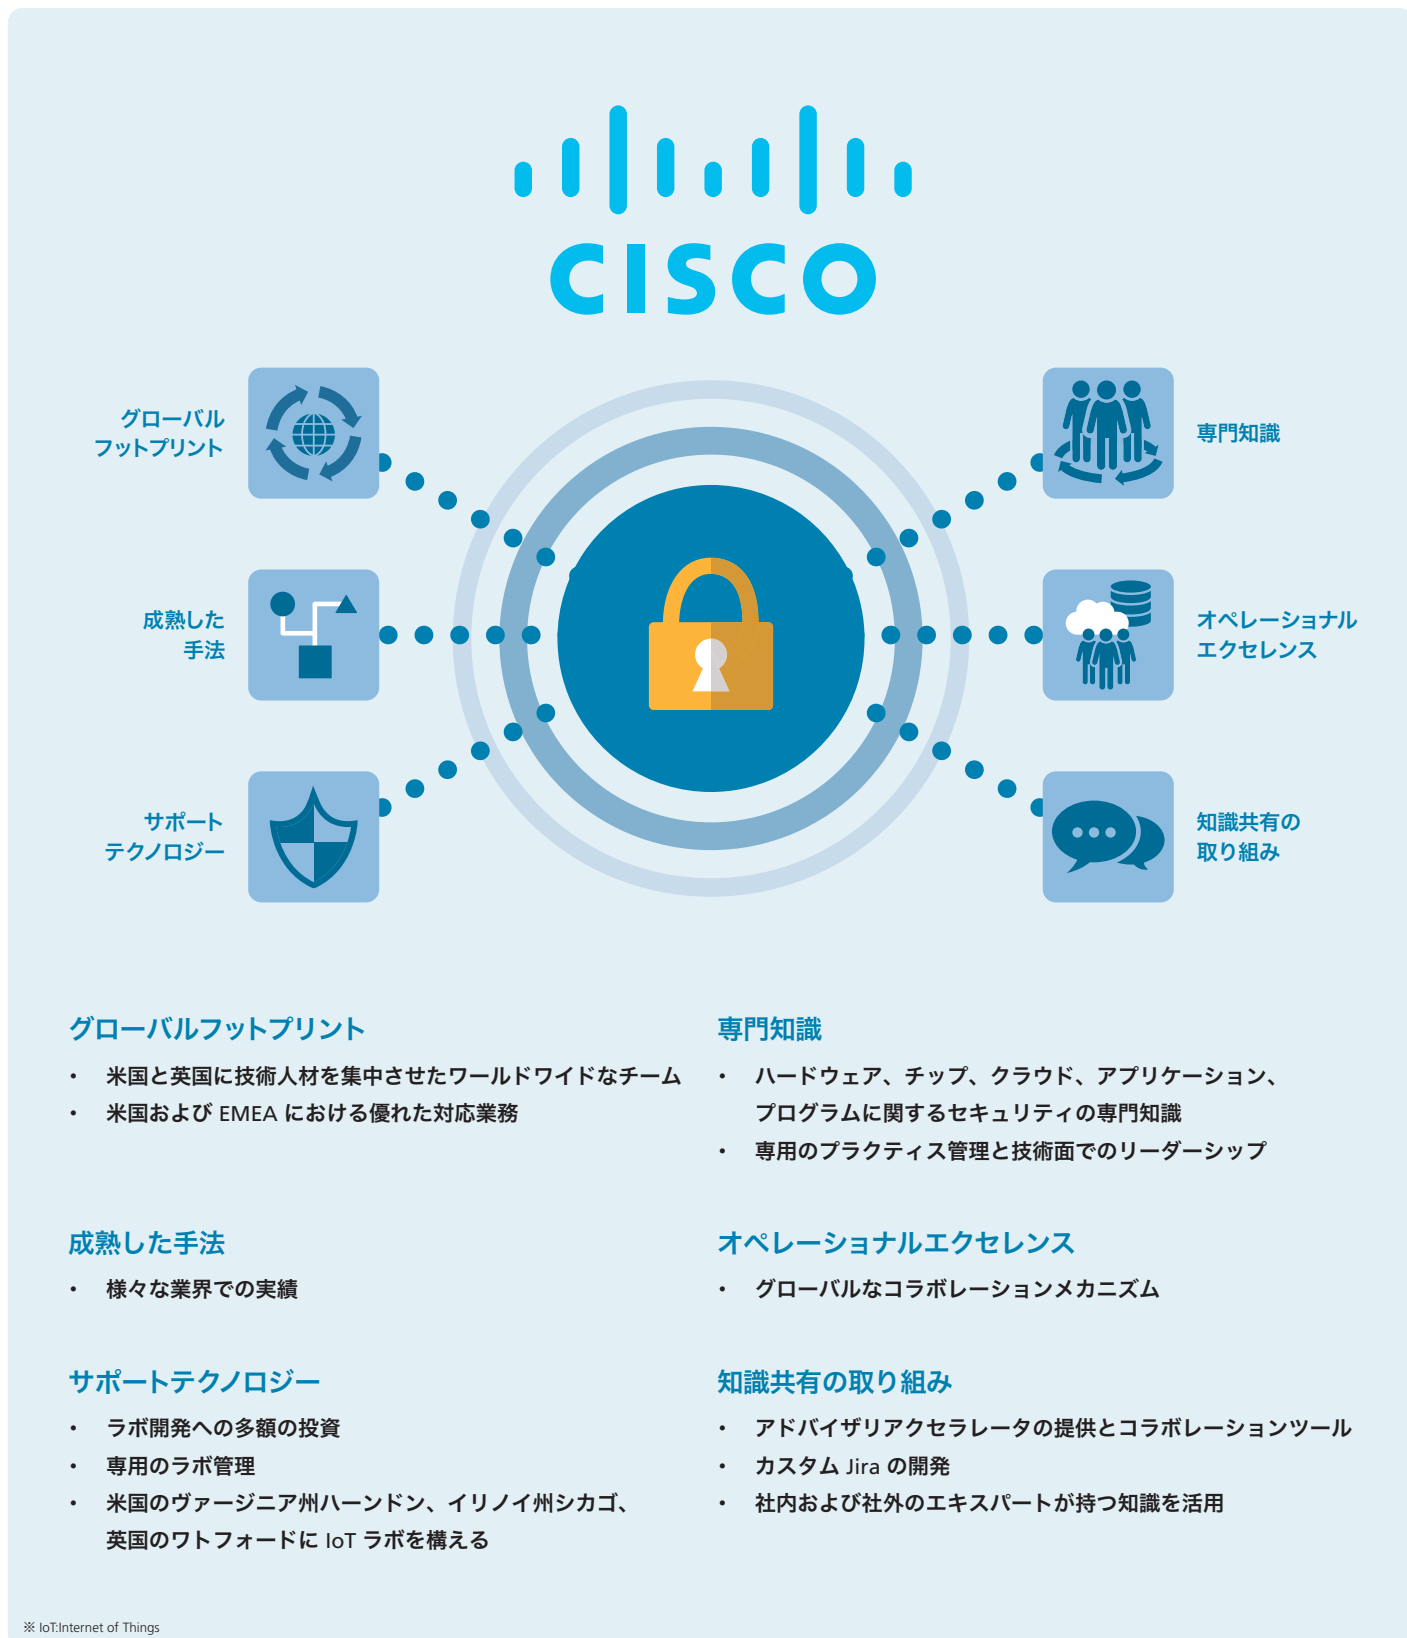 CISCO
グローバル
フットプリント
専門知識
成熟した
手法
オペレーショナル
エクセレンス
サポート
テクノロジー
知識共有の
取り組み
グローバルフットプリント
・ 米国と英国に技術人材を集中させたワールドワイドなチーム
・ 米国および EMEA における優れた対応業務
専門知識
・ ハードウェア、チップ、クラウド、アプリケーション、
プログラムに関するセキュリティの専門知識
・ 専用のプラクティス管理と技術面でのリーダーシップ
成熟した手法
・ 様々な業界での実績
オペレーショナルエクセレンス
・ グローバルなコラボレーションメカニズム
サポートテクノロジー
・ ラボ開発への多額の投資
・ 専用のラボ管理
・ 米国のヴァージニア州ハーンドン、イリノイ州シカゴ、
英国のワトフォードに IoT ラボを構える
知識共有の取り組み
・ アドバイザリアクセラレータの提供とコラボレーションツール
・ カスタム Jira の開発
・ 社内および社外のエキスパートが持つ知識を活用
※ IoT:Internet of Things